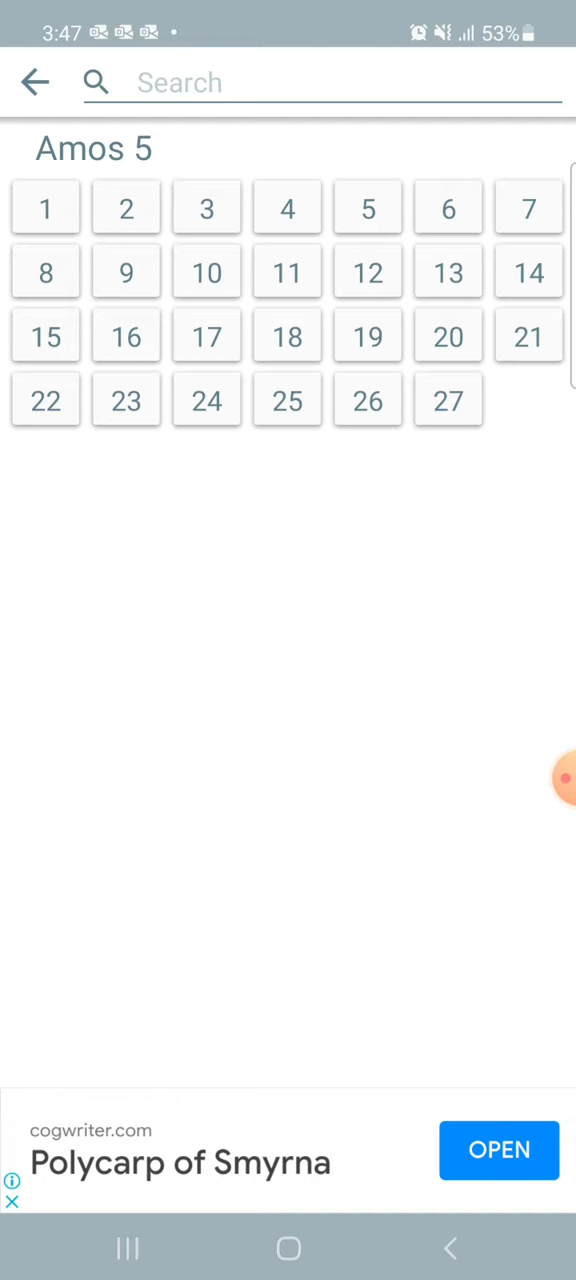 3:47 53%
Search
Amos 5
1 2 3 4 5 6 7
8 9 10 11 12 13 14
15 16 17 18 19 20 21
22 23 24 25 26 27
cogwriter.com
Polycarp of Smyrna
OPEN